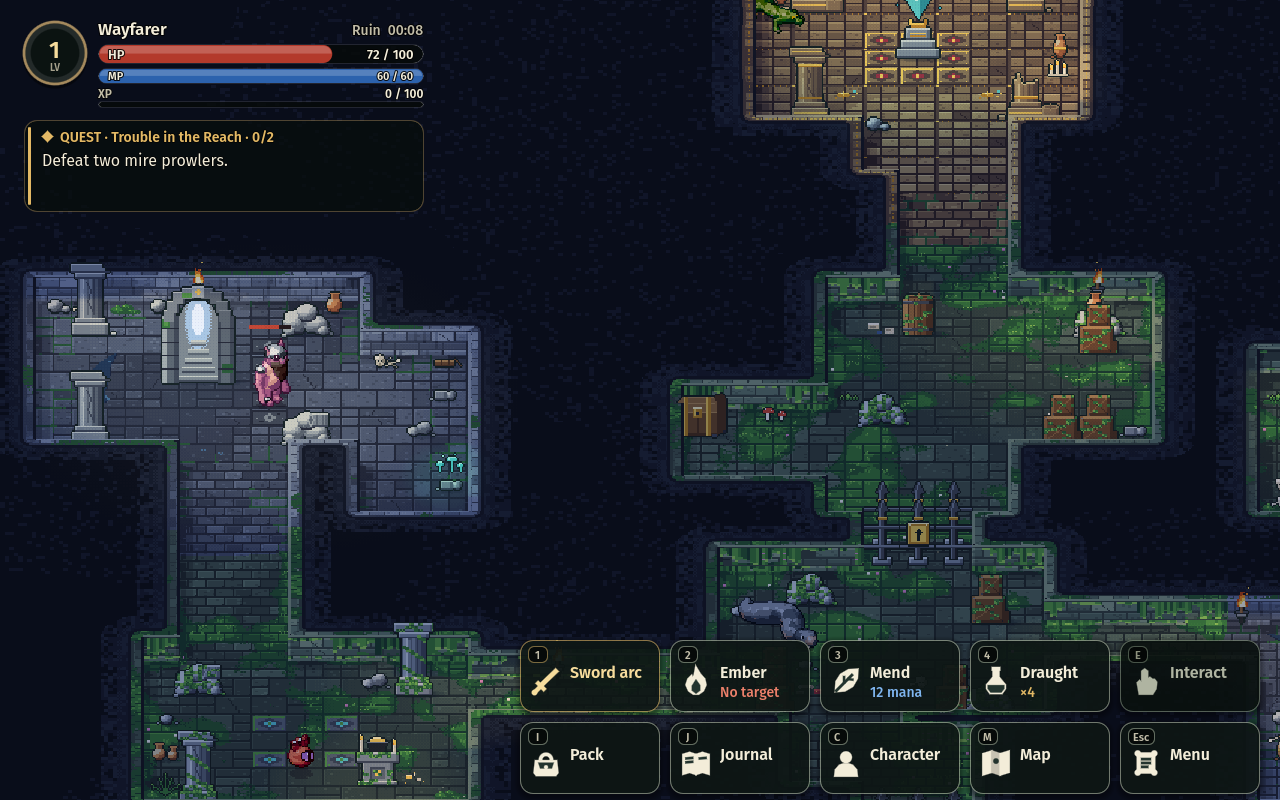 Wayfarer
Ruin 00:08
1
LV
HP 72 / 100
MP 60 / 60
XP 0 / 100
QUEST · Trouble in the Reach · 0/2
Defeat two mire prowlers.
1 Sword arc
2 Ember
No target
3 Mend
12 mana
4 Draught
×4
E Interact
I Pack
J Journal
C Character
M Map
Esc Menu